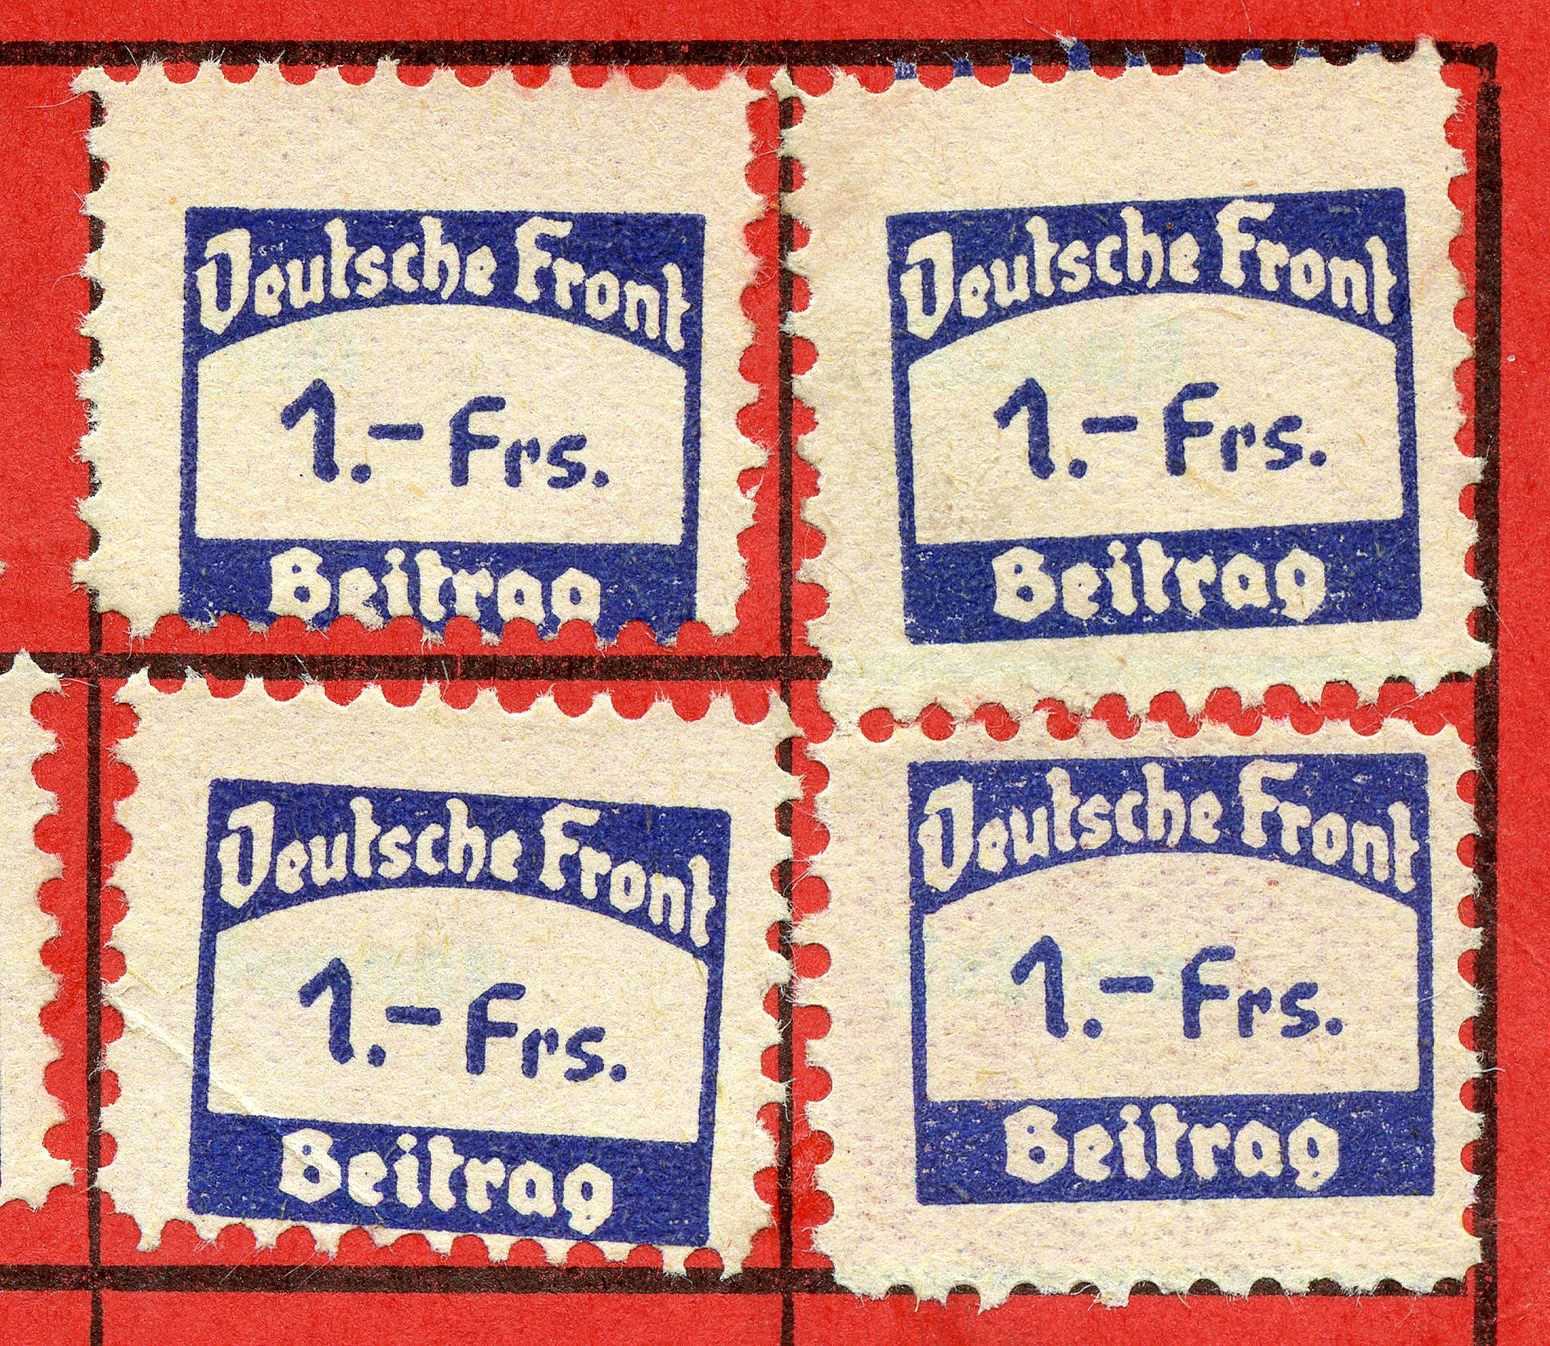 Deutsche Front
1.- Frs.
Beitrag
Deutsche Front
1.- Frs.
Beitrag
Deutsche Front
1.- Frs.
Beitrag
Deutsche Front
1.- Frs.
Beitrag